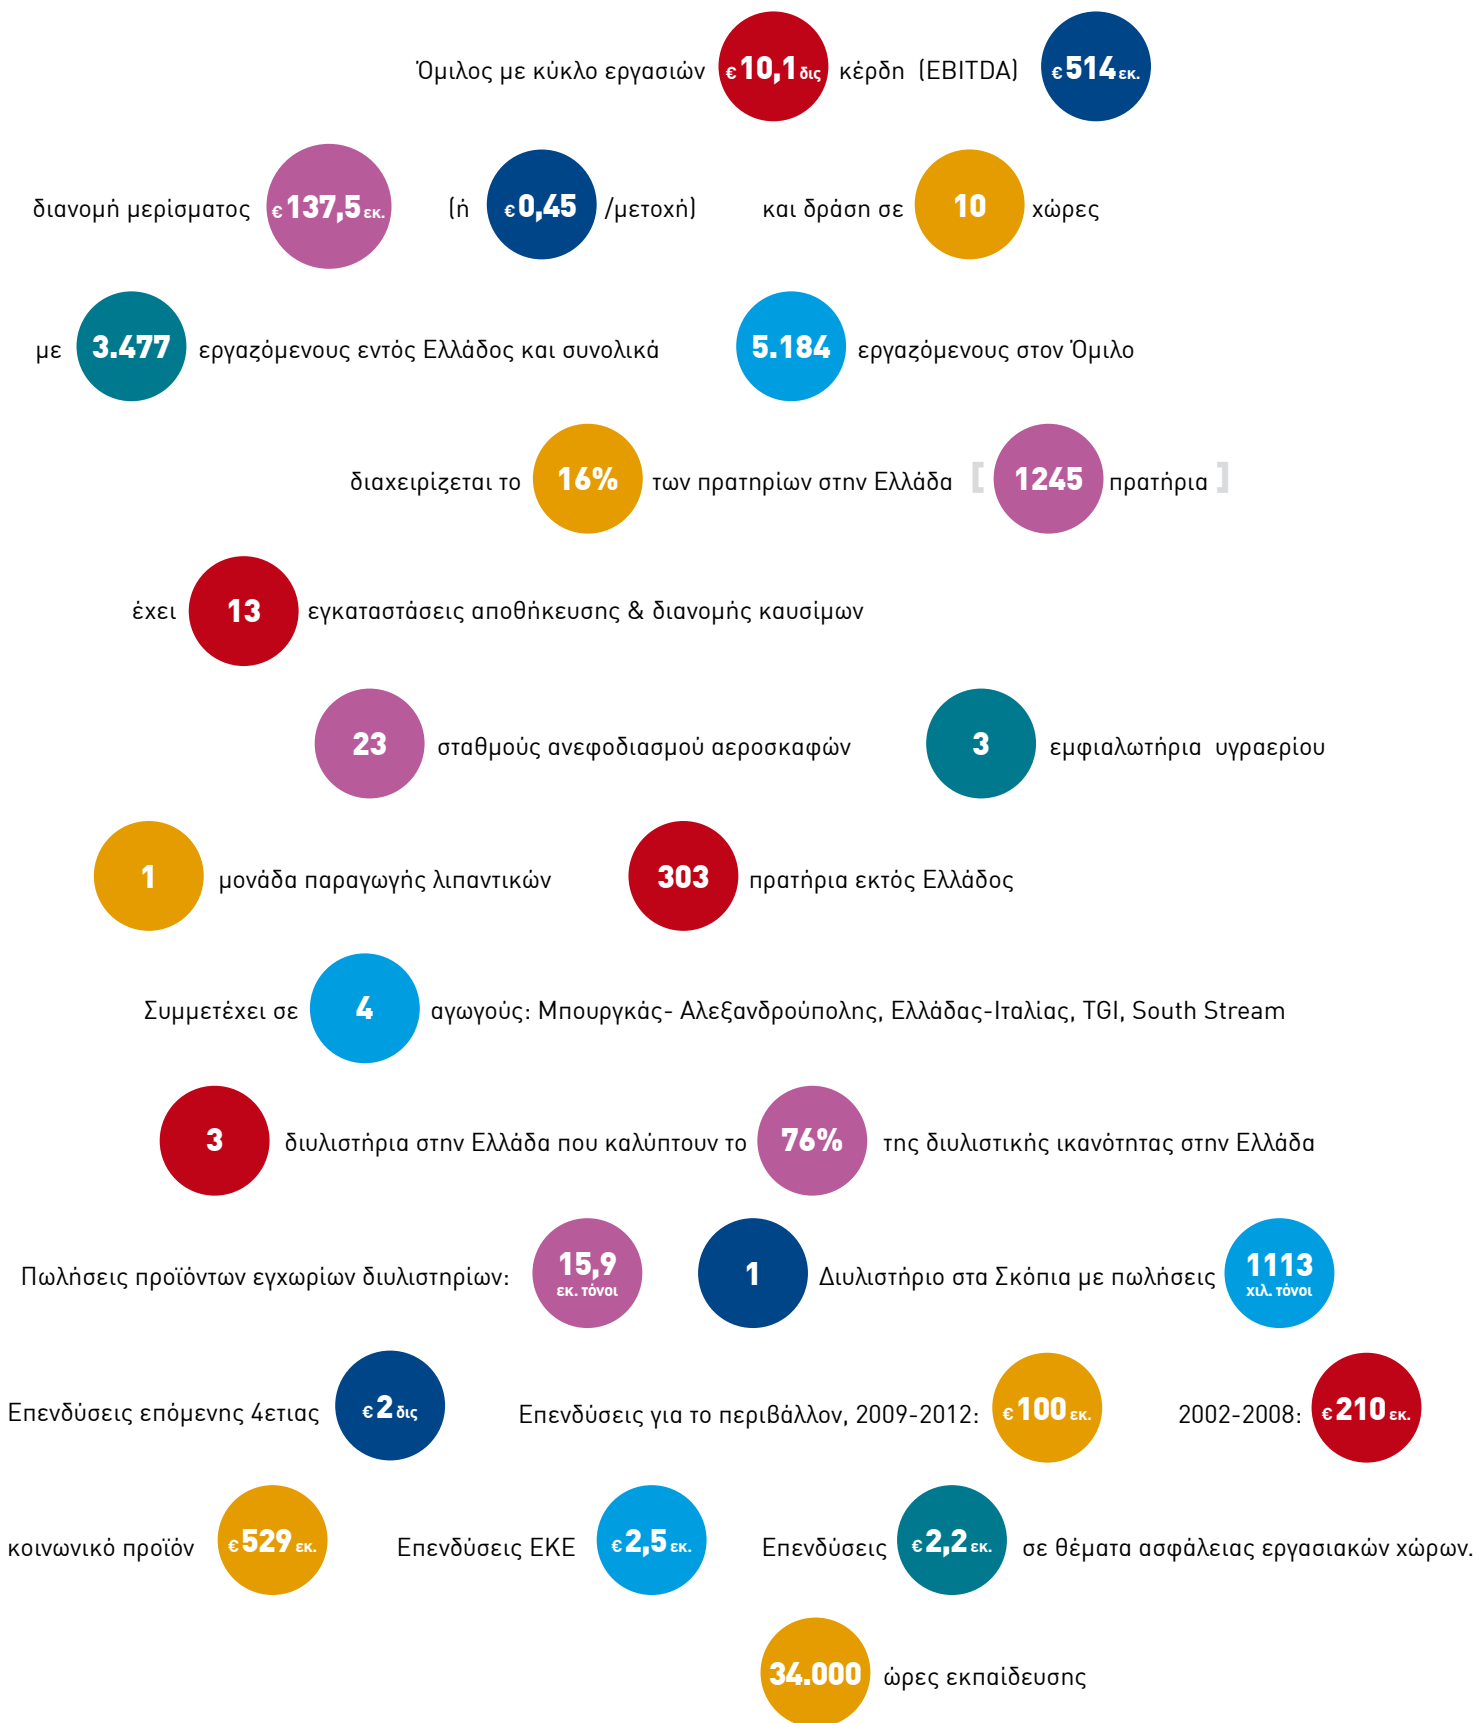 Όμιλος με κύκλο εργασιών € 10,1 δις κέρδη (EBITDA) € 514 εκ.
διανομή μερίσματος € 137,5 εκ. (ή € 0,45 /μετοχή) και δράση σε 10 χώρες
με 3.477 εργαζόμενους εντός Ελλάδος και συνολικά 5.184 εργαζόμενους στον Όμιλο
διαχειρίζεται το 16% των πρατηρίων στην Ελλάδα [ 1245 πρατήρια ]
έχει 13 εγκαταστάσεις αποθήκευσης & διανομής καυσίμων
23 σταθμούς ανεφοδιασμού αεροσκαφών 3 εμφιαλωτήρια υγραερίου
1 μονάδα παραγωγής λιπαντικών 303 πρατήρια εκτός Ελλάδος
Συμμετέχει σε 4 αγωγούς: Μπουργκάς- Αλεξανδρούπολης, Ελλάδας-Ιταλίας, TGI, South Stream
3 διυλιστήρια στην Ελλάδα που καλύπτουν το 76% της διυλιστικής ικανότητας στην Ελλάδα
Πωλήσεις προϊόντων εγχωρίων διυλιστηρίων: 15,9 εκ. τόνοι 1 Διυλιστήριο στα Σκόπια με πωλήσεις 1113 χιλ. τόνοι
Επενδύσεις επόμενης 4ετιας € 2 δις Επενδύσεις για το περιβάλλον, 2009-2012: € 100 εκ. 2002-2008: € 210 εκ.
κοινωνικό προϊόν € 529 εκ. Επενδύσεις ΕΚΕ € 2,5 εκ. Επενδύσεις € 2,2 εκ. σε θέματα ασφάλειας εργασιακών χώρων.
34.000 ώρες εκπαίδευσης